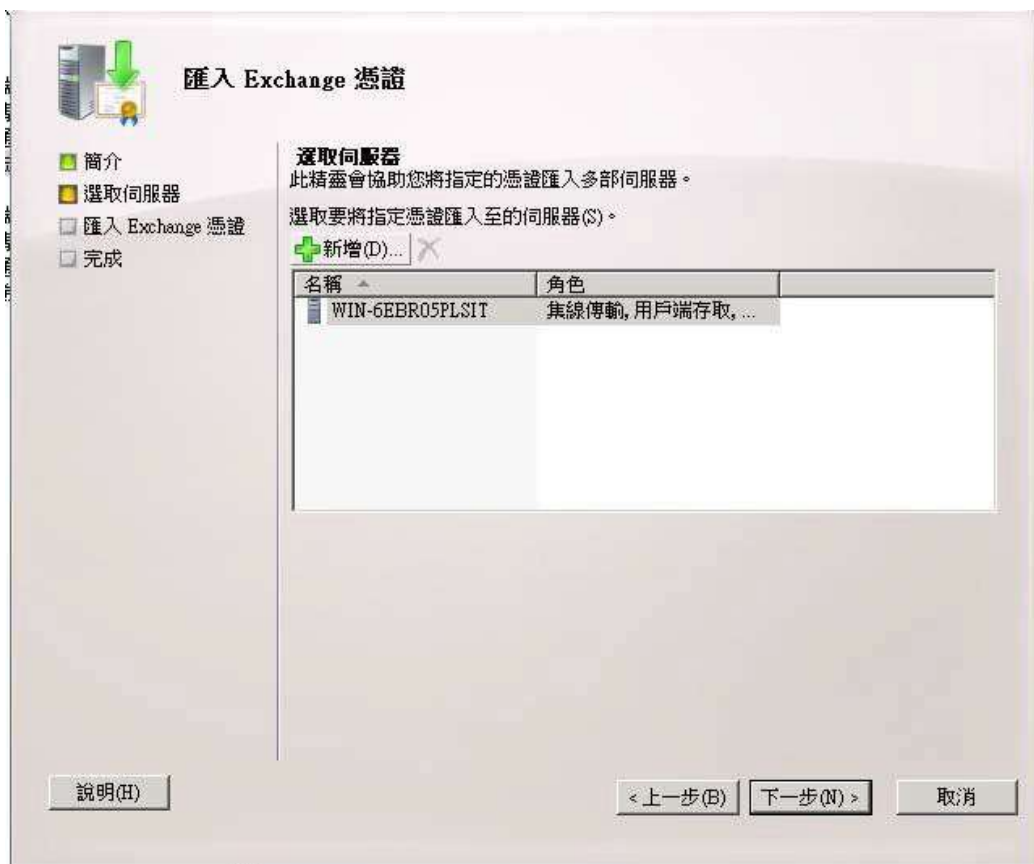 匯入 Exchange 憑證
簡介
選取伺服器
匯入 Exchange 憑證
完成
選取伺服器
此精靈會協助您將指定的憑證匯入多部伺服器。
選取要將指定憑證匯入至的伺服器(S)。
新增(D)...
名稱 角色
WIN-6EBR05PLSIT 集線傳輸, 用戶端存取, ...
說明(H)
<上一步(B) 下一步(N)> 取消